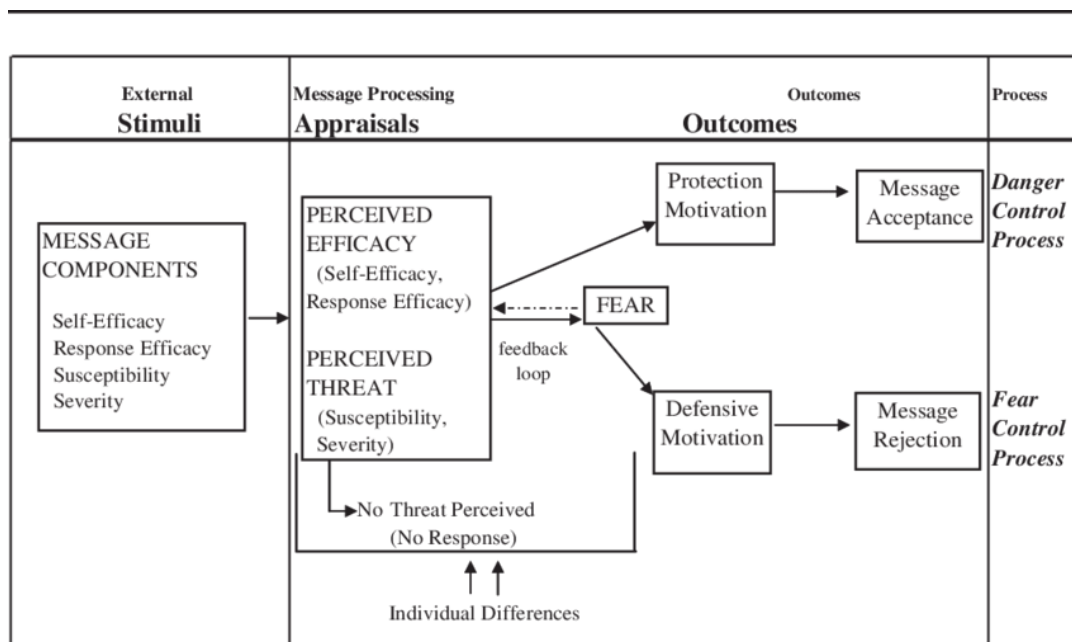 External
Stimuli
Message Processing
Appraisals
Outcomes
Outcomes
Process
MESSAGE
COMPONENTS
Self-Efficacy
Response Efficacy
Susceptibility
Severity
PERCEIVED
EFFICACY
(Self-Efficacy,
Response Efficacy)
PERCEIVED
THREAT
(Susceptibility,
Severity)
No Threat Perceived
(No Response)
Individual Differences
feedback
loop
FEAR
Protection
Motivation
Message
Acceptance
Danger
Control
Process
Defensive
Motivation
Message
Rejection
Fear
Control
Process